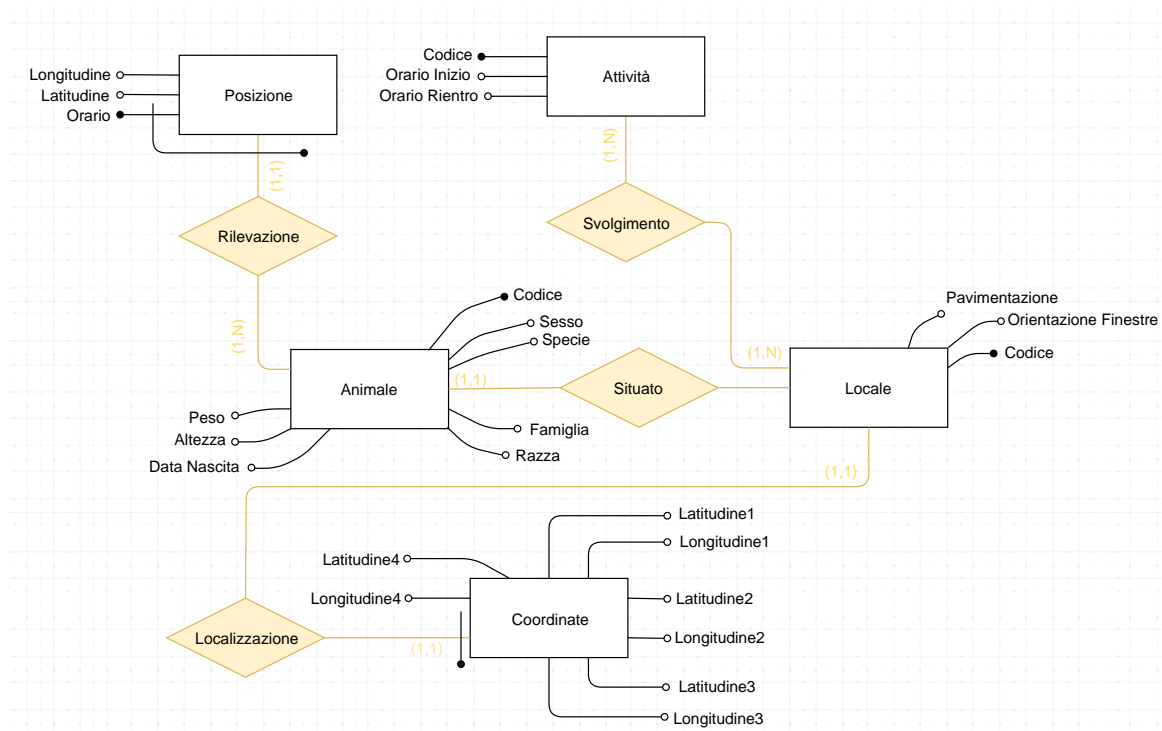 Longitudine
Latitudine
Orario
Posizione
(1,1)
Rilevazione
(1,N)
Codice
Orario Inizio
Orario Rientro
Attività
(1,N)
Svolgimento
(1,N)
Codice
Sesso
Specie
Animale
Peso
Altezza
Data Nascita
Famiglia
Razza
(1,1)
Situato
Pavimentazione
Orientazione Finestre
Codice
Locale
(1,1)
Localizzazione
(1,1)
Latitudine4
Longitudine4
Coordinate
Latitudine1
Longitudine1
Latitudine2
Longitudine2
Latitudine3
Longitudine3